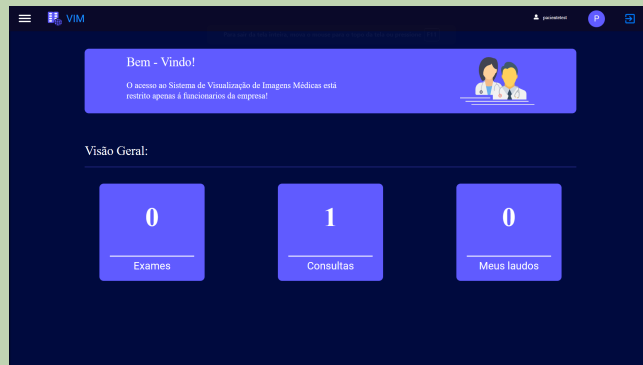 VIM
pacientetest
P
Bem - Vindo!
O acesso ao Sistema de Visualização de Imagens Médicas está
restrito apenas á funcionarios da empresa!
Visão Geral:
0
Exames
1
Consultas
0
Meus laudos